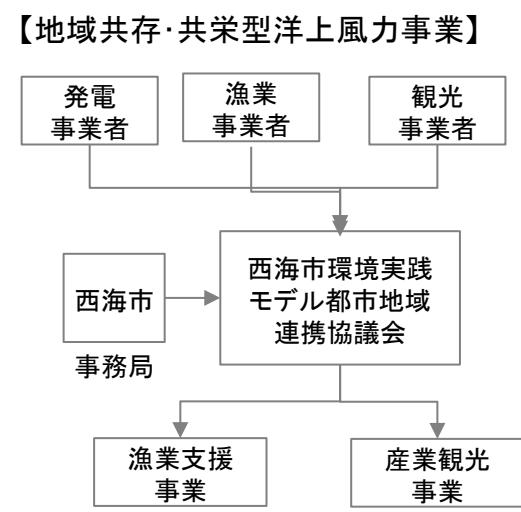 【地域共存･共栄型洋上風力事業】
発電
事業者
漁業
事業者
観光
事業者
西海市
事務局
西海市環境実践
モデル都市地域
連携協議会
漁業支援
事業
産業観光
事業